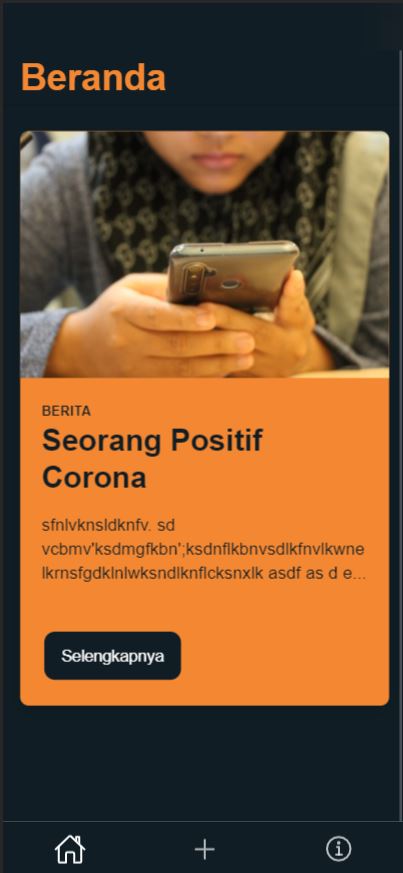 Beranda
BERITA
Seorang Positif
Corona
sfnlvknsldknfv. sd
vcbmv'ksdmgfkbn';ksdnflkbnvsdlkfnvlkwne
lkrnsfgdklnlwksndlknflcksnxlk asdf as d e...
Selengkapnya